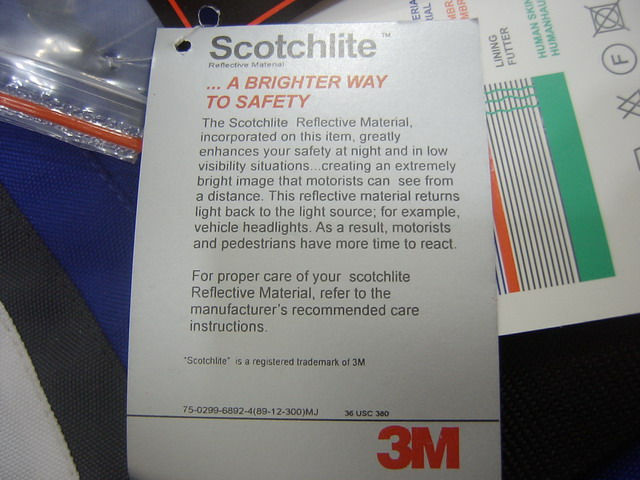 Scotchlite™
Reflective Material
... A BRIGHTER WAY
TO SAFETY
The Scotchlite Reflective Material,
incorporated on this item, greatly
enhances your safety at night and in low
visibility situations...creating an extremely
bright image that motorists can see from
a distance. This reflective material returns
light back to the light source; for example,
vehicle headlights. As a result, motorists
and pedestrians have more time to react.
For proper care of your scotchlite
Reflective Material, refer to the
manufacturer's recommended care
instructions.
"Scotchlite" is a registered trademark of 3M
75-0299-6892-4(89-12-300)MJ 36 USC 380
3M
LINING
FUTTER
HUMAN SKIN
F